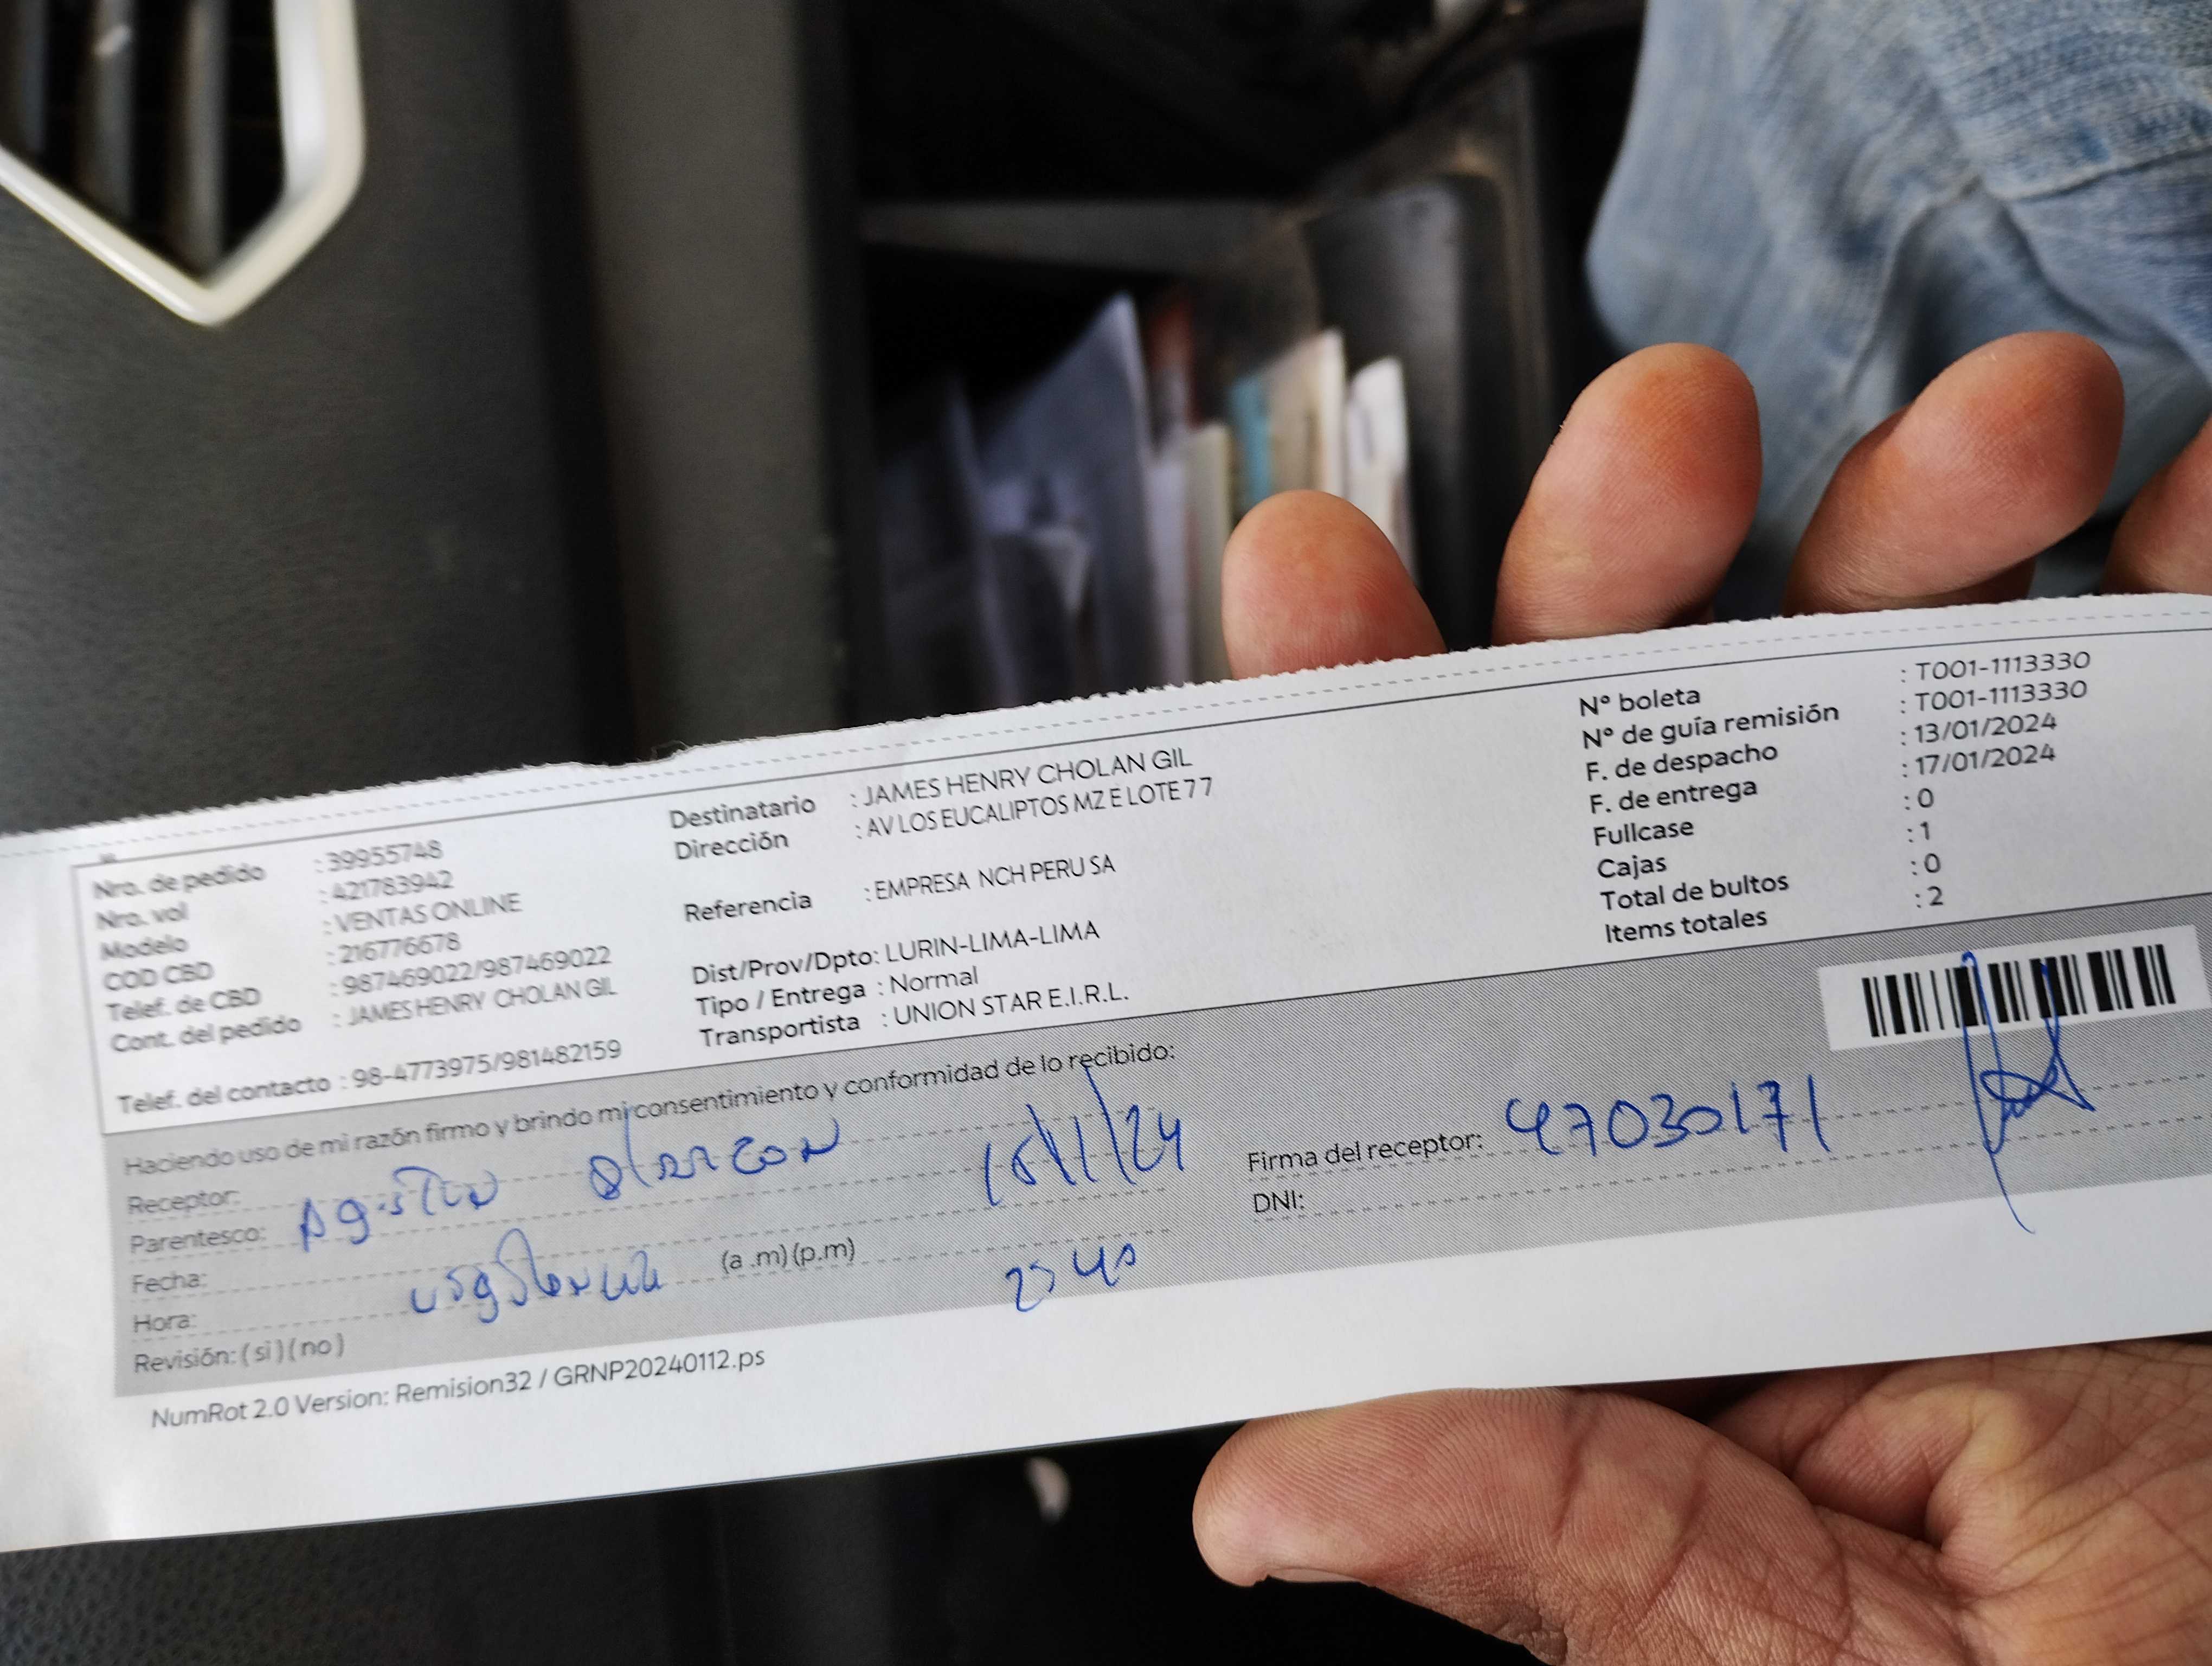 Nro. de pedido : 39955748
Nro. vol : 421783942
Modelo : VENTAS ONLINE
COD CBD : 216776678
Telef. de CBD : 987469022/987469022
Cont. del pedido : JAMES HENRY CHOLAN GIL
Telef. del contacto : 98-4773975/981482159
Destinatario : JAMES HENRY CHOLAN GIL
Dirección : AV LOS EUCALIPTOS MZ E LOTE 7 7
Referencia : EMPRESA NCH PERU SA
Dist/Prov/Dpto: LURIN-LIMA-LIMA
Tipo / Entrega : Normal
Transportista : UNION STAR E.I.R.L.
N° boleta : T001-1113330
N° de guía remisión : T001-1113330
F. de despacho : 13/01/2024
F. de entrega : 17/01/2024
Fullcase : 0
Cajas : 1
Total de bultos : 0
Items totales : 2
Haciendo uso de mi razón firmo y brindo mi consentimiento y conformidad de lo recibido:
Receptor:
Parentesco:
Fecha:
Hora: (a .m) (p.m)
Revisión: ( si ) ( no )
Firma del receptor: 47030171
DNI:
NumRot 2.0 Version: Remision32 / GRNP20240112.ps